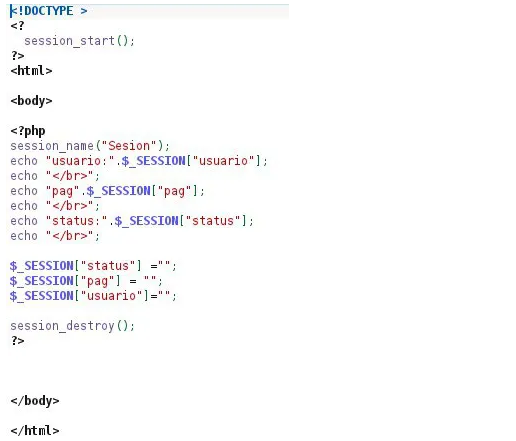 <!DOCTYPE >
<?
  session_start();
?>
<html>

<body>

<?php
session_name("Sesion");
echo "usuario:".$_SESSION["usuario"];
echo "</br>";
echo "pag".$_SESSION["pag"];
echo "</br>";
echo "status:".$_SESSION["status"];
echo "</br>";

$_SESSION["status"] ="";
$_SESSION["pag"] = "";
$_SESSION["usuario"]="";

session_destroy();
?>

</body>

</html>